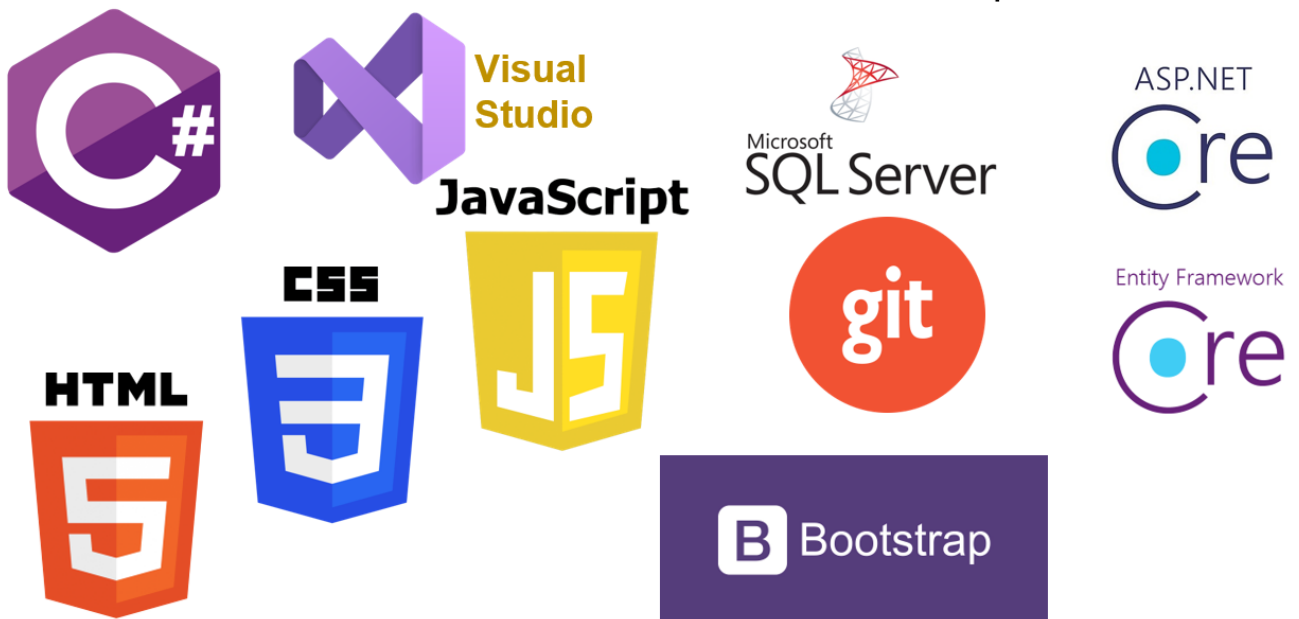 C#
Visual
Studio
Microsoft
SQL Server
ASP.NET
Core
JavaScript
JS
git
Entity Framework
Core
CSS
3
HTML
5
B Bootstrap